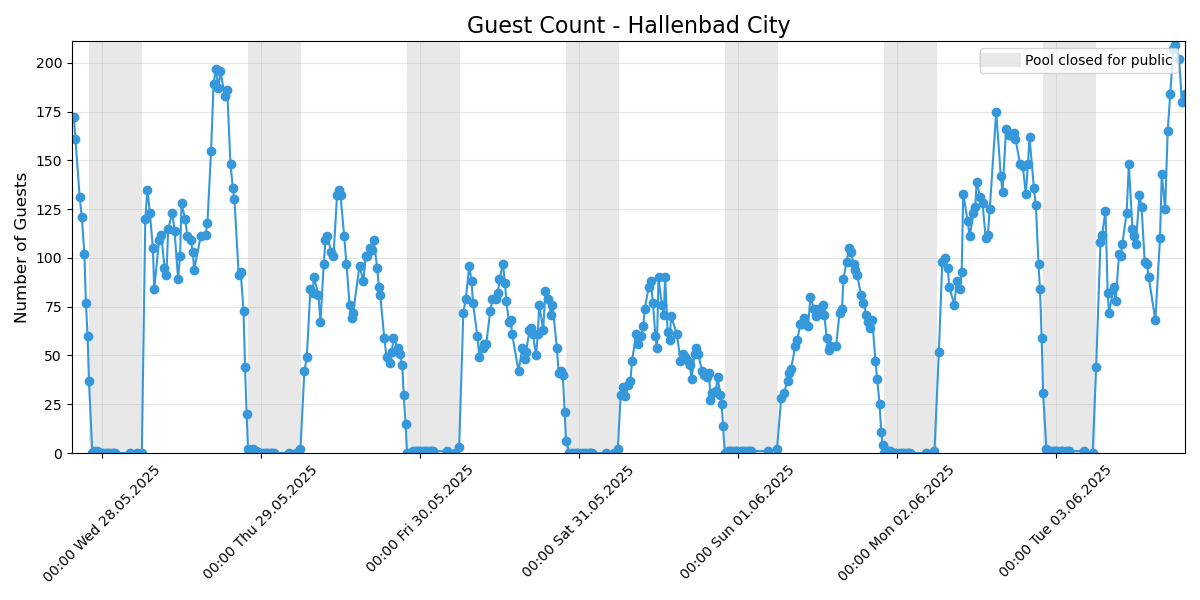 Guest Count - Hallenbad City
Pool closed for public
Number of Guests
200
175
150
125
100
75
50
25
0
00:00 Wed 28.05.2025
00:00 Thu 29.05.2025
00:00 Fri 30.05.2025
00:00 Sat 31.05.2025
00:00 Sun 01.06.2025
00:00 Mon 02.06.2025
00:00 Tue 03.06.2025